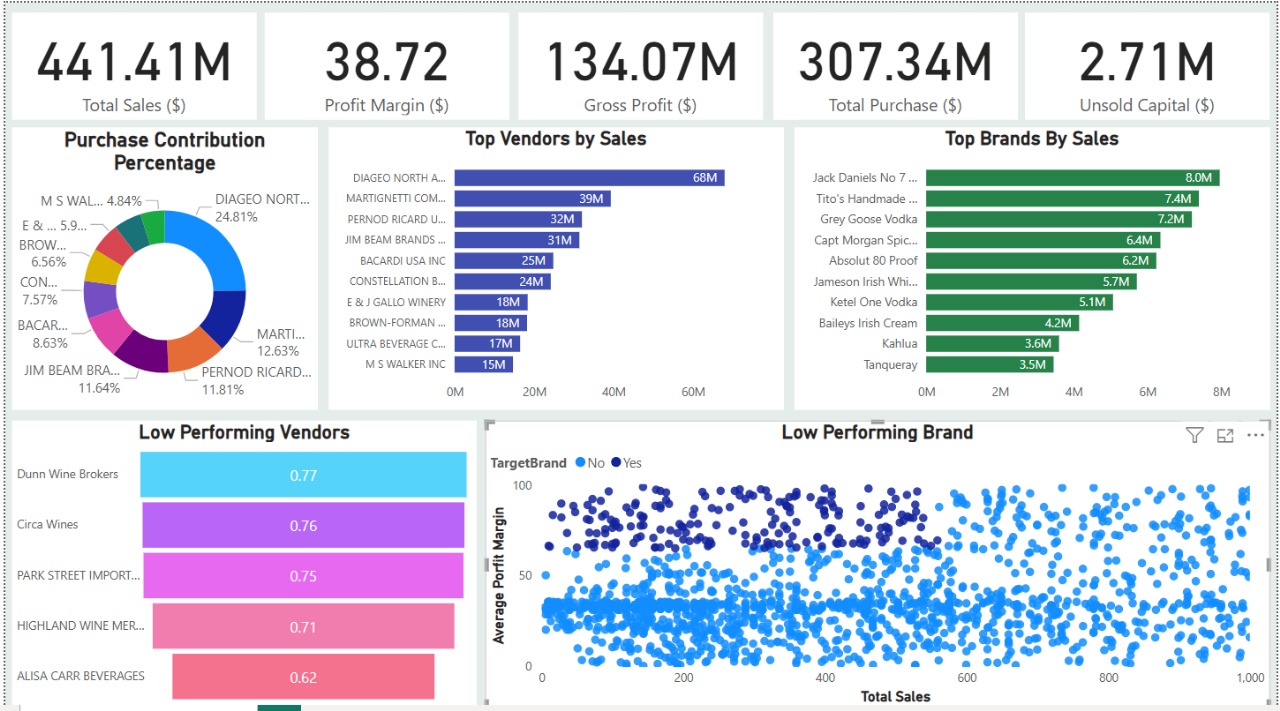 441.41M
Total Sales ($)
38.72
Profit Margin ($)
134.07M
Gross Profit ($)
307.34M
Total Purchase ($)
2.71M
Unsold Capital ($)
Purchase Contribution
Percentage
M S WAL... 4.84%
E & ... 5.9...
BROW...
6.56%
CON...
7.57%
BACAR...
8.63%
JIM BEAM BRA...
11.64%
DIAGEO NORT...
24.81%
MARTI...
12.63%
PERNOD RICARD...
11.81%
Top Vendors by Sales
DIAGEO NORTH A... 68M
MARTIGNETTI COM... 39M
PERNOD RICARD U... 32M
JIM BEAM BRANDS ... 31M
BACARDI USA INC 25M
CONSTELLATION B... 24M
E & J GALLO WINERY 18M
BROWN-FORMAN ... 18M
ULTRA BEVERAGE C... 17M
M S WALKER INC 15M
0M 20M 40M 60M
Top Brands By Sales
Jack Daniels No 7 ... 8.0M
Tito's Handmade ... 7.4M
Grey Goose Vodka 7.2M
Capt Morgan Spic... 6.4M
Absolut 80 Proof 6.2M
Jameson Irish Whi... 5.7M
Ketel One Vodka 5.1M
Baileys Irish Cream 4.2M
Kahlua 3.6M
Tanqueray 3.5M
0M 2M 4M 6M 8M
Low Performing Vendors
Dunn Wine Brokers 0.77
Circa Wines 0.76
PARK STREET IMPORT... 0.75
HIGHLAND WINE MER... 0.71
ALISA CARR BEVERAGES 0.62
Low Performing Brand
TargetBrand No Yes
Average Porfit Margin
100
50
0
0 200 400 600 800 1,000
Total Sales